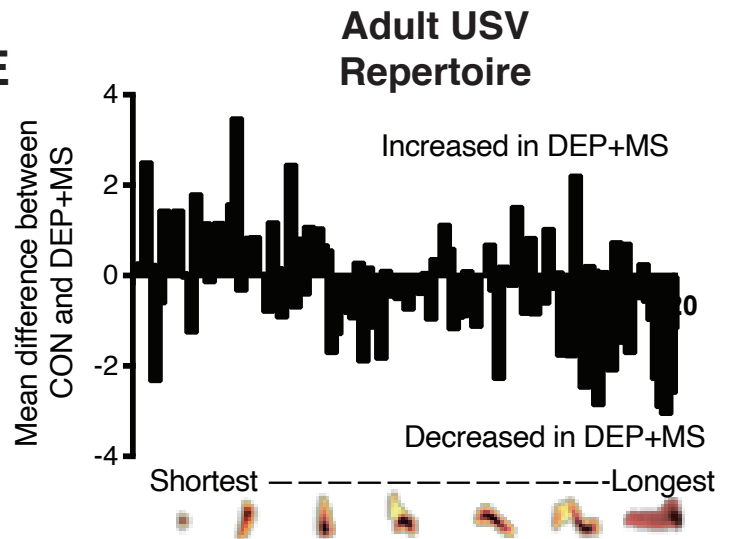 Adult USV
Repertoire
E
Mean difference between
CON and DEP+MS
4
2
0
-2
-4
Increased in DEP+MS
20
Decreased in DEP+MS
Shortest
Longest